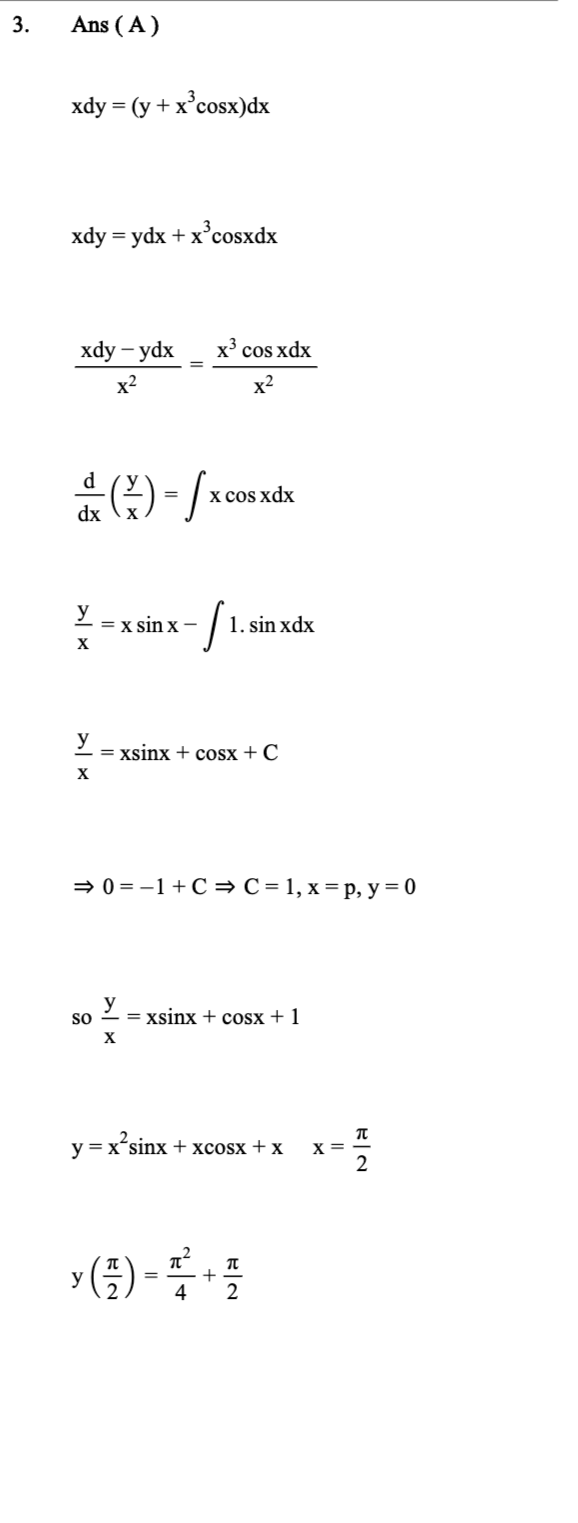 3. Ans ( A )
xdy = (y + x³cosx)dx
xdy = ydx + x³cosxdx
(xdy − ydx)/x² = (x³ cos xdx)/x²
d/dx (y/x) = ∫ x cos xdx
y/x = x sin x − ∫ 1. sin xdx
y/x = xsinx + cosx + C
⇒ 0 = −1 + C ⇒ C = 1, x = p, y = 0
so y/x = xsinx + cosx + 1
y = x²sinx + xcosx + x x = π/2
y (π/2) = π²/4 + π/2